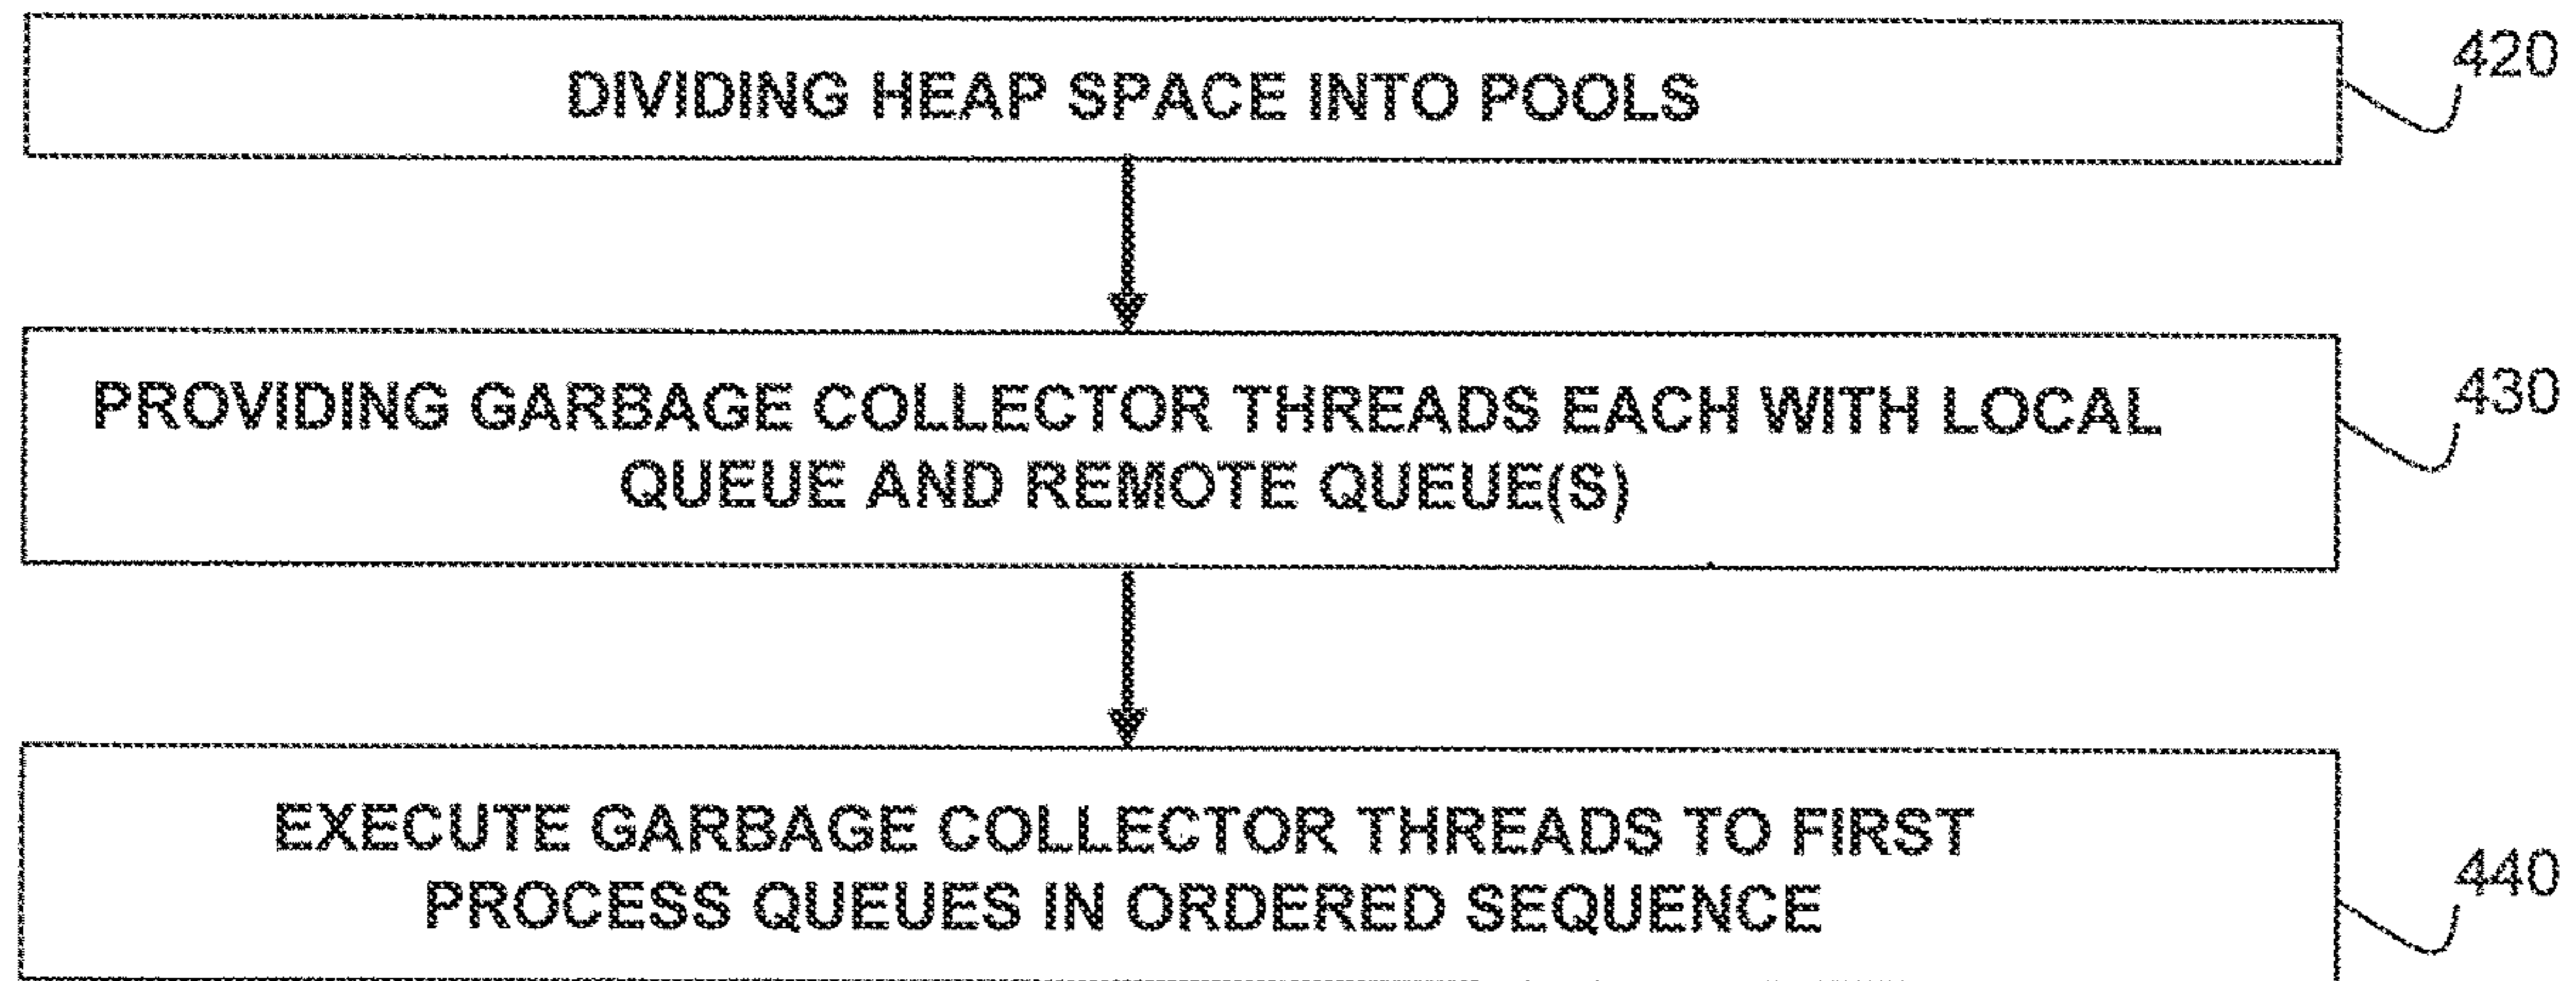 DIVIDING HEAP SPACE INTO POOLS
420
PROVIDING GARBAGE COLLECTOR THREADS EACH WITH LOCAL
QUEUE AND REMOTE QUEUE(S)
430
EXECUTE GARBAGE COLLECTOR THREADS TO FIRST
PROCESS QUEUES IN ORDERED SEQUENCE
440